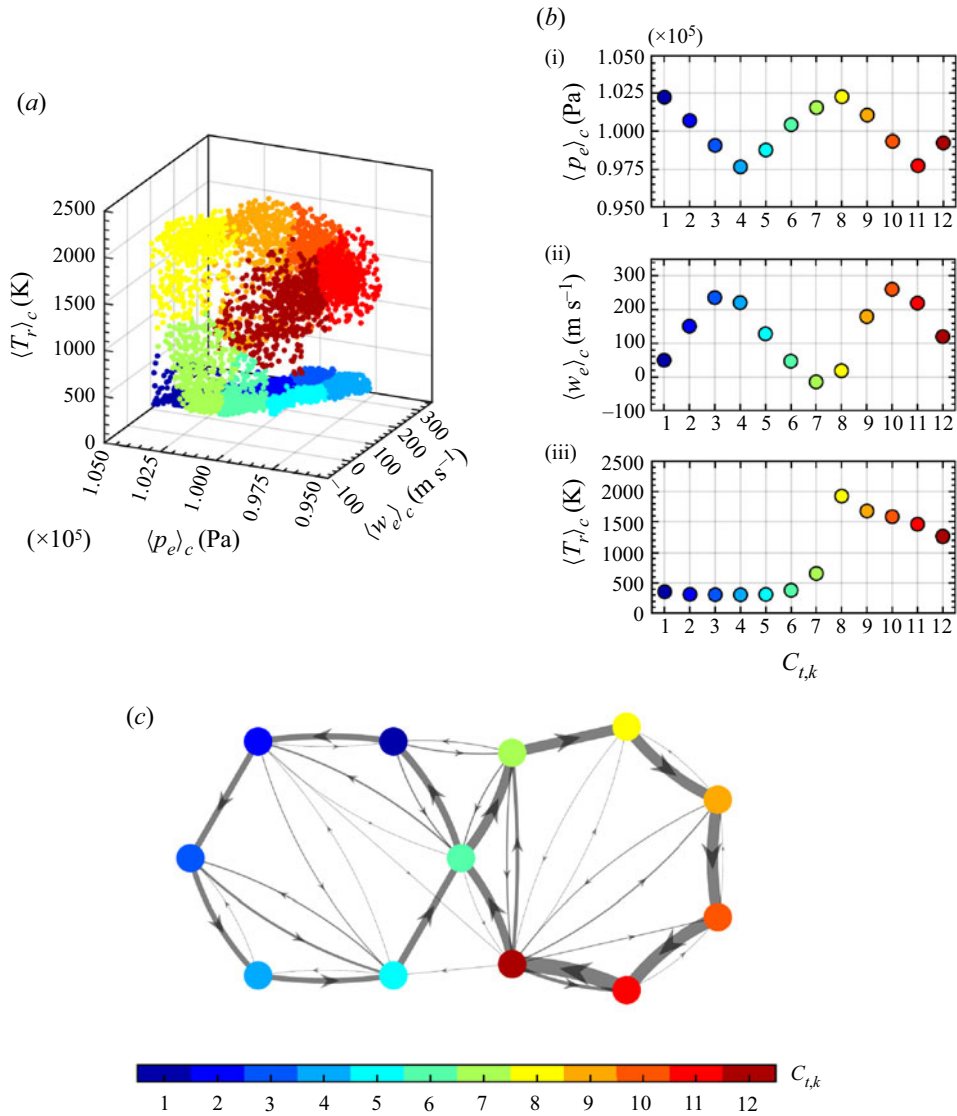 (a)
2500
2000
1500
1000
500
0
⟨T_r⟩_c (K)
1.050
1.025
1.000
0.975
0.950
(×10^5)
⟨p_e⟩_c (Pa)
–100
0
100
200
300
⟨w_e⟩_c (m s^−1)
(b)
(i)
(×10^5)
1.050
1.025
1.000
0.975
0.950
⟨p_e⟩_c (Pa)
1 2 3 4 5 6 7 8 9 10 11 12
(ii)
300
200
100
0
–100
⟨w_e⟩_c (m s^−1)
1 2 3 4 5 6 7 8 9 10 11 12
(iii)
2500
2000
1500
1000
500
0
⟨T_r⟩_c (K)
1 2 3 4 5 6 7 8 9 10 11 12
C_{t,k}
(c)
C_{t,k}
1 2 3 4 5 6 7 8 9 10 11 12